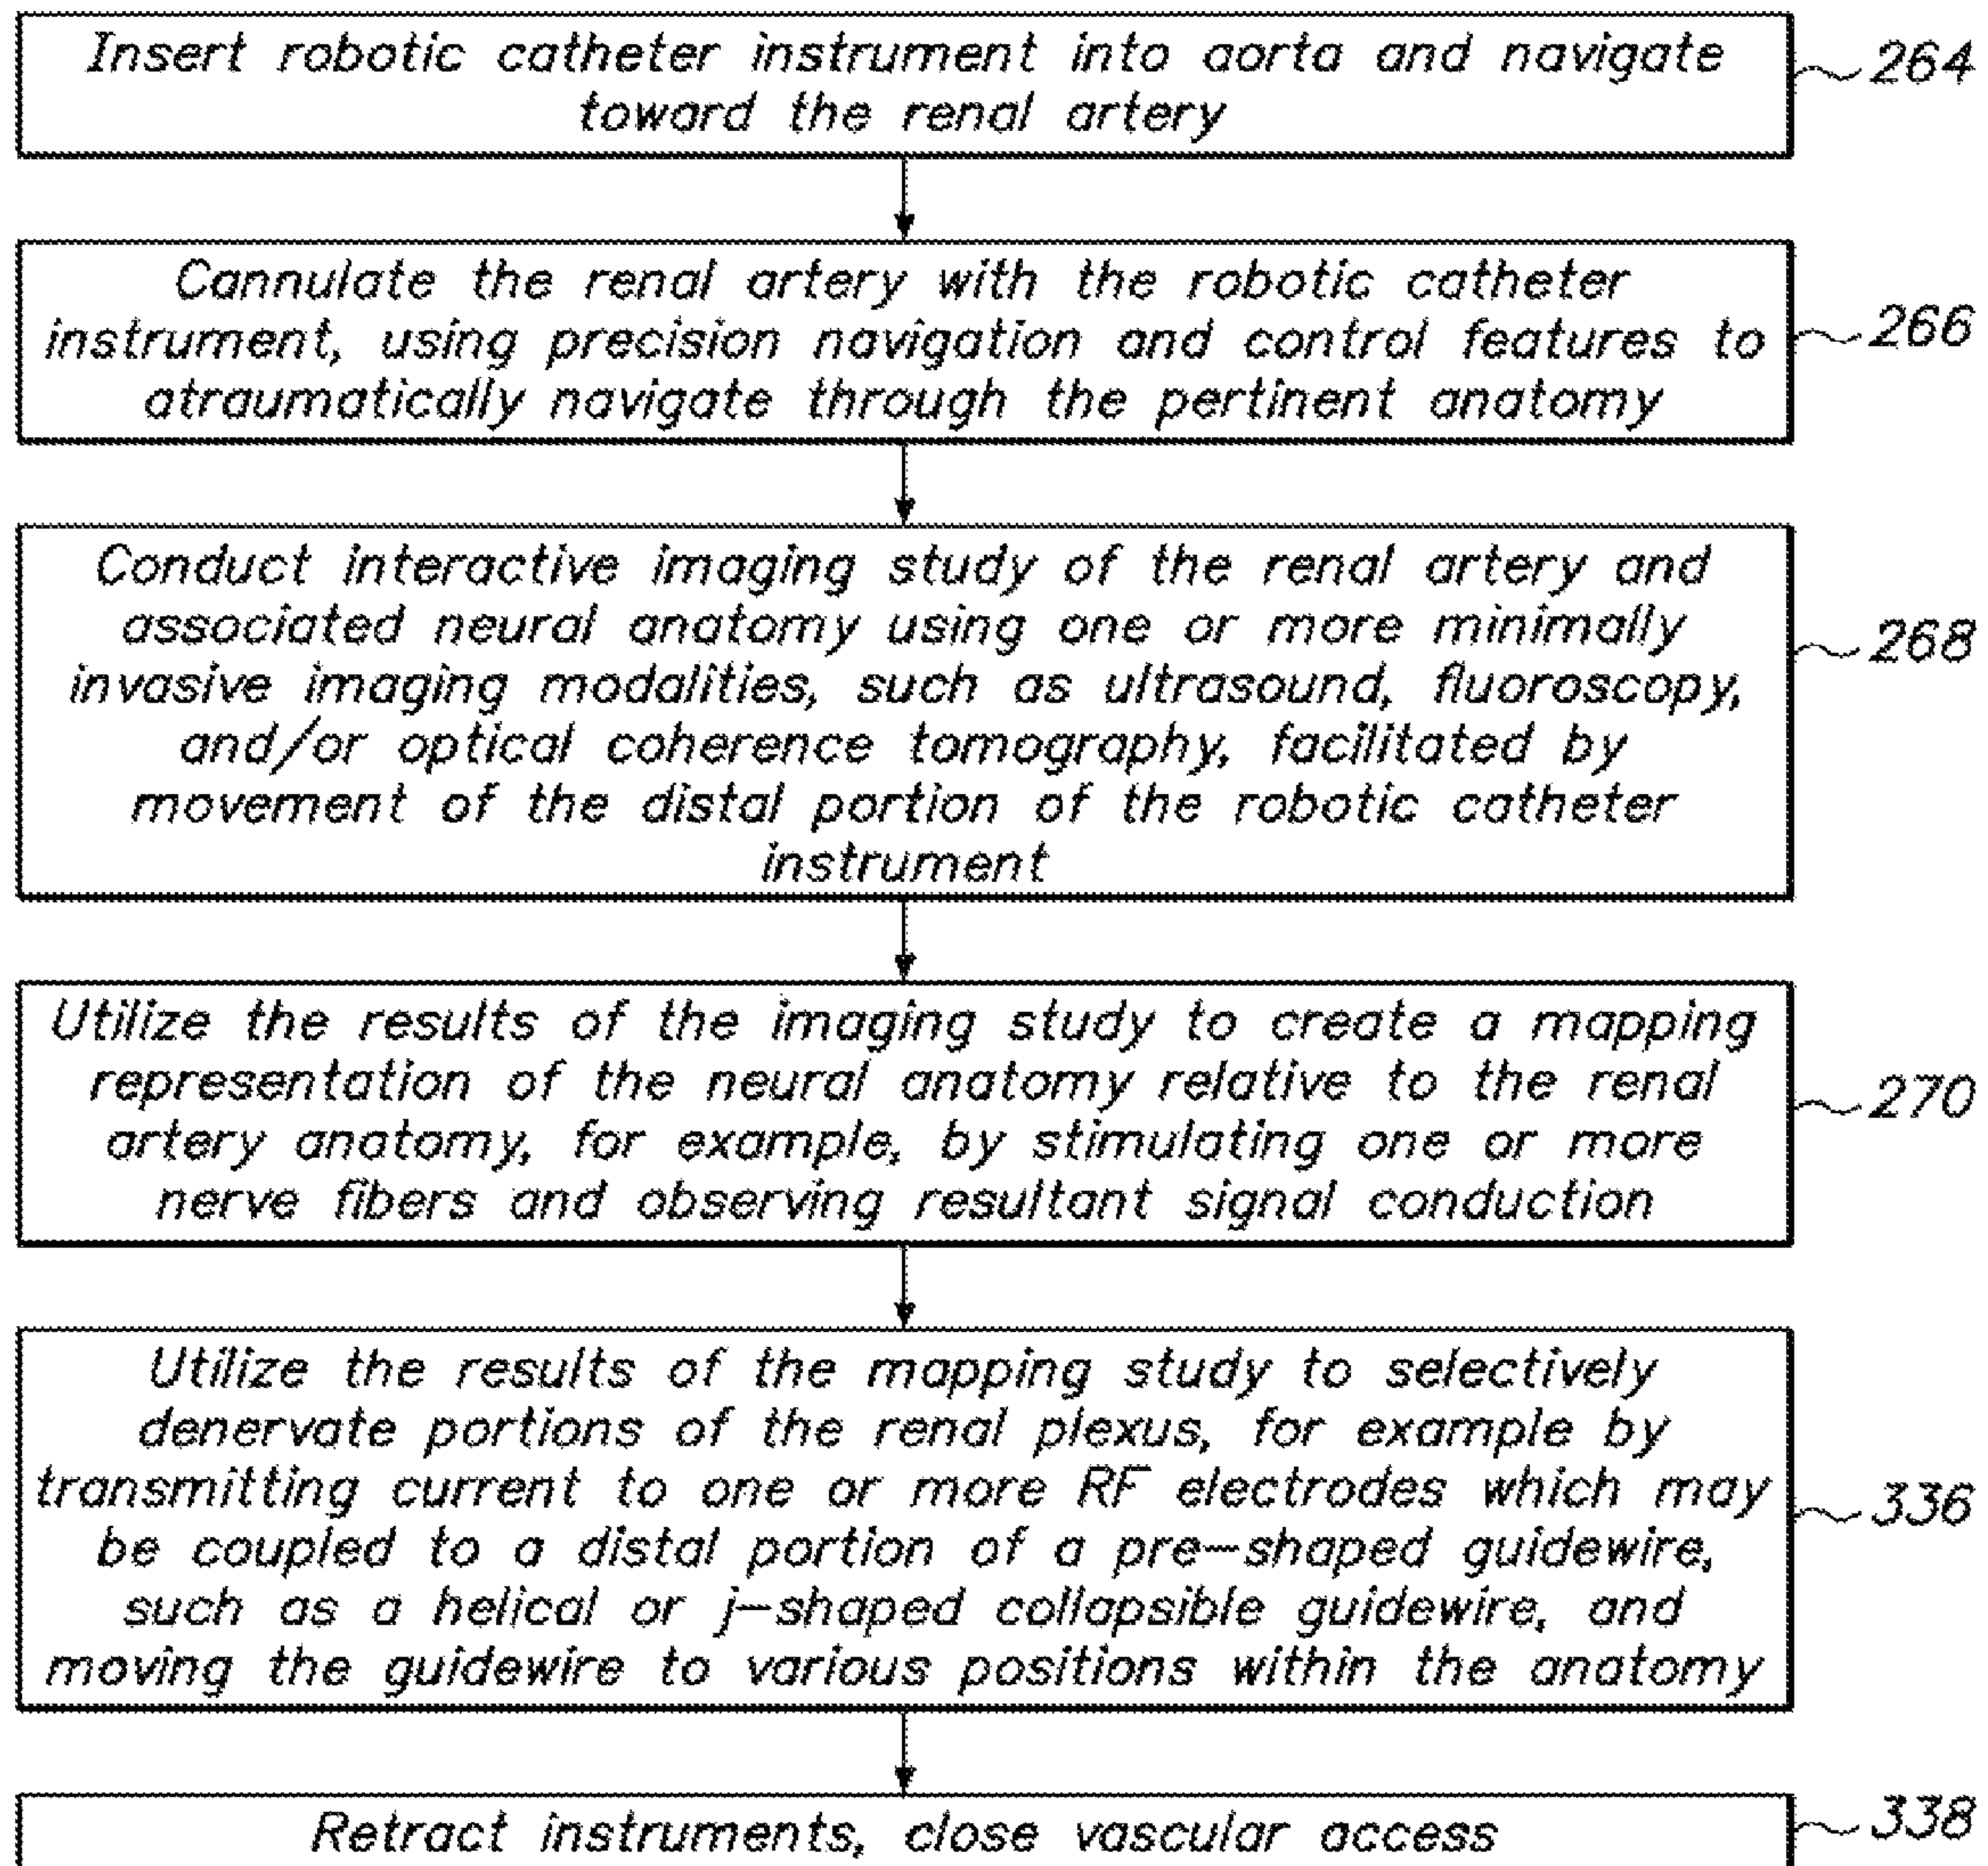 Insert robotic catheter instrument into aorta and navigate
toward the renal artery
264
Cannulate the renal artery with the robotic catheter
instrument, using precision navigation and control features to
atraumatically navigate through the pertinent anatomy
266
Conduct interactive imaging study of the renal artery and
associated neural anatomy using one or more minimally
invasive imaging modalities, such as ultrasound, fluoroscopy,
and/or optical coherence tomography, facilitated by
movement of the distal portion of the robotic catheter
instrument
268
Utilize the results of the imaging study to create a mapping
representation of the neural anatomy relative to the renal
artery anatomy, for example, by stimulating one or more
nerve fibers and observing resultant signal conduction
270
Utilize the results of the mapping study to selectively
denervate portions of the renal plexus, for example by
transmitting current to one or more RF electrodes which may
be coupled to a distal portion of a pre-shaped guidewire,
such as a helical or j-shaped collapsible guidewire, and
moving the guidewire to various positions within the anatomy
336
Retract instruments, close vascular access
338